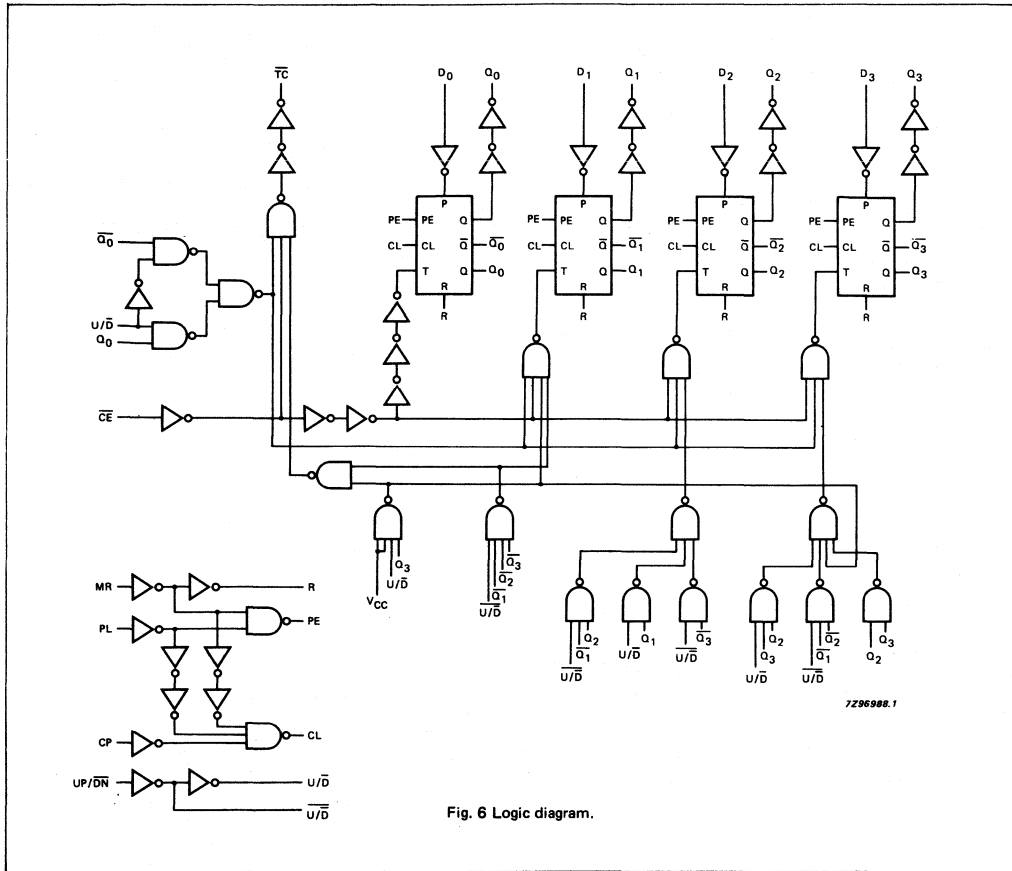 T̅C̅ D0 Q0 D1 Q1 D2 Q2 D3 Q3
P P P P
PE PE Q PE PE Q PE PE Q PE PE Q
Q̅0̅ CL CL Q̅ Q̅0̅ CL CL Q̅ Q̅1̅ CL CL Q̅ Q̅2̅ CL CL Q̅ Q̅3̅
T Q Q0 T Q Q1 T Q Q2 T Q Q3
R R R R
R R R R
U/D̅
Q0
C̅E̅
Q3
U/D̅
VCC
Q̅3̅
Q̅2̅
Q̅1̅
U̅/̅D̅
Q2
Q̅1̅
U̅/̅D̅
Q1
U/D̅
Q̅3̅
U̅/̅D̅
Q2
Q3
U/D̅
Q̅2̅
Q̅1̅
U̅/̅D̅
Q3
Q2
MR R
PL PE
CP CL
UP/D̅N̅ U/D̅
U̅/̅D̅
7Z96988.1
Fig. 6 Logic diagram.